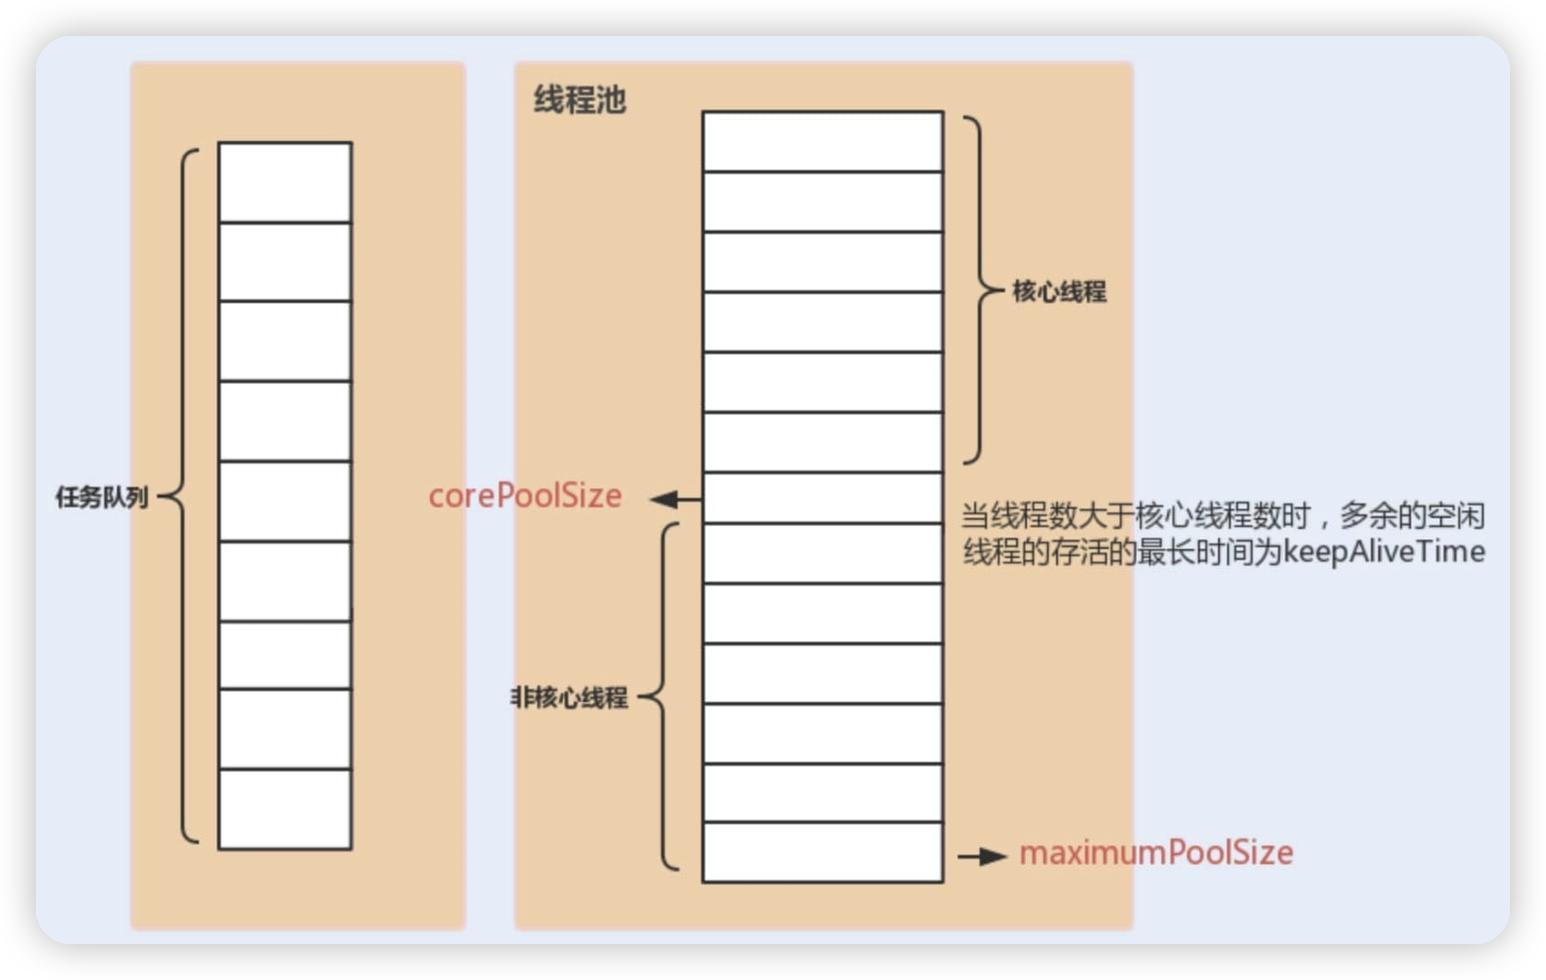 线程池
任务队列
核心线程
corePoolSize
当线程数大于核心线程数时，多余的空闲
线程的存活的最长时间为keepAliveTime
非核心线程
maximumPoolSize